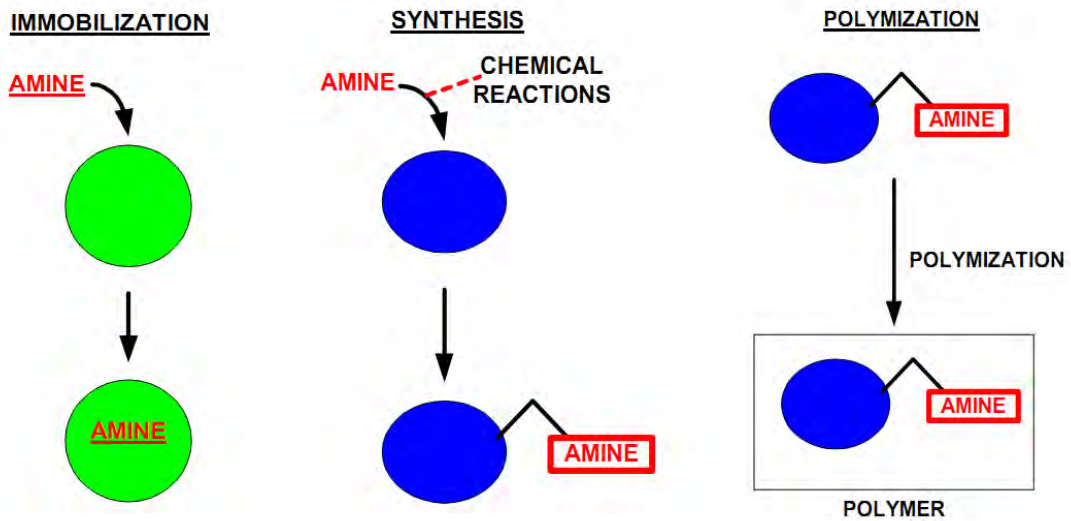 IMMOBILIZATION
AMINE
AMINE
SYNTHESIS
AMINE
CHEMICAL
REACTIONS
AMINE
POLYMIZATION
AMINE
POLYMIZATION
AMINE
POLYMER